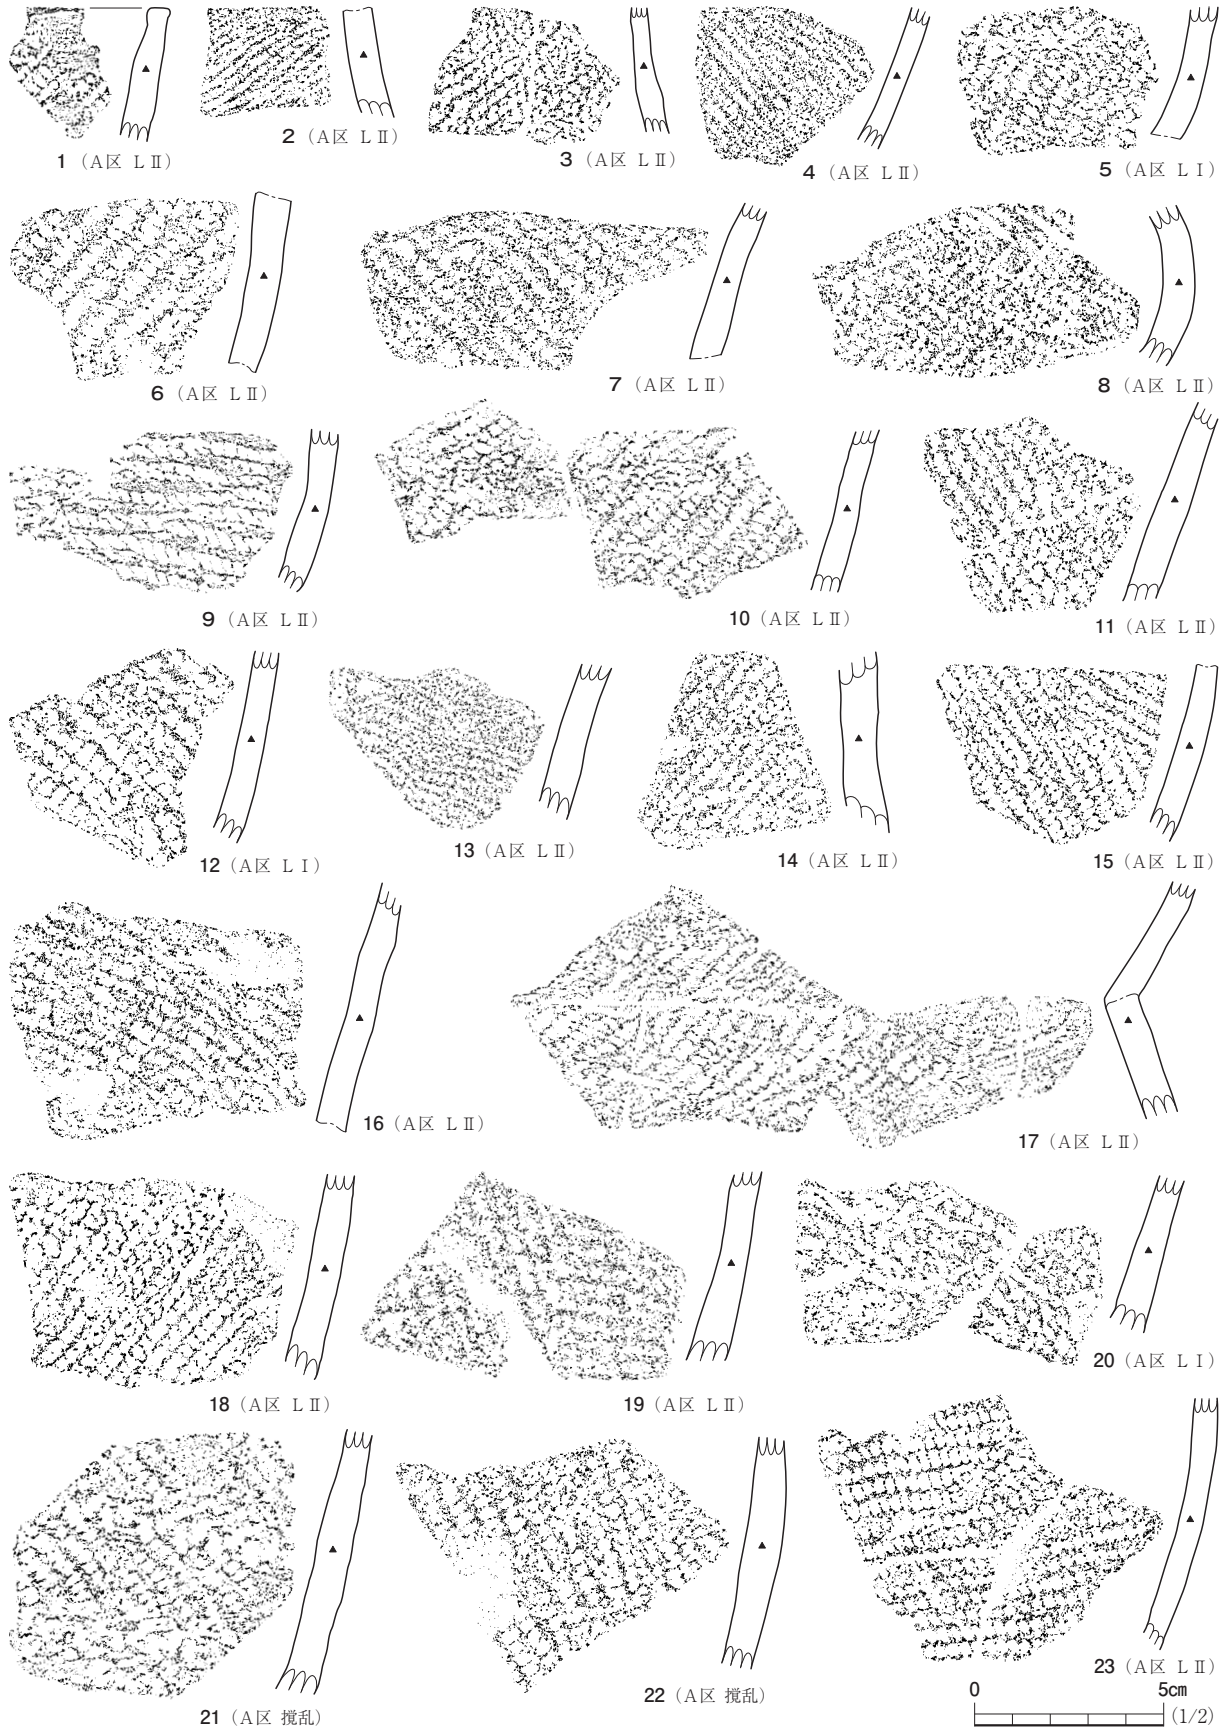 1（A区 LⅡ）
2（A区 LⅡ）
3（A区 LⅡ）
4（A区 LⅡ）
5（A区 LⅠ）
6（A区 LⅡ）
7（A区 LⅡ）
8（A区 LⅡ）
9（A区 LⅡ）
10（A区 LⅡ）
11（A区 LⅡ）
12（A区 LⅠ）
13（A区 LⅡ）
14（A区 LⅡ）
15（A区 LⅡ）
16（A区 LⅡ）
17（A区 LⅡ）
18（A区 LⅡ）
19（A区 LⅡ）
20（A区 LⅠ）
21（A区 撹乱）
22（A区 撹乱）
23（A区 LⅡ）
0 5㎝
(1/2)